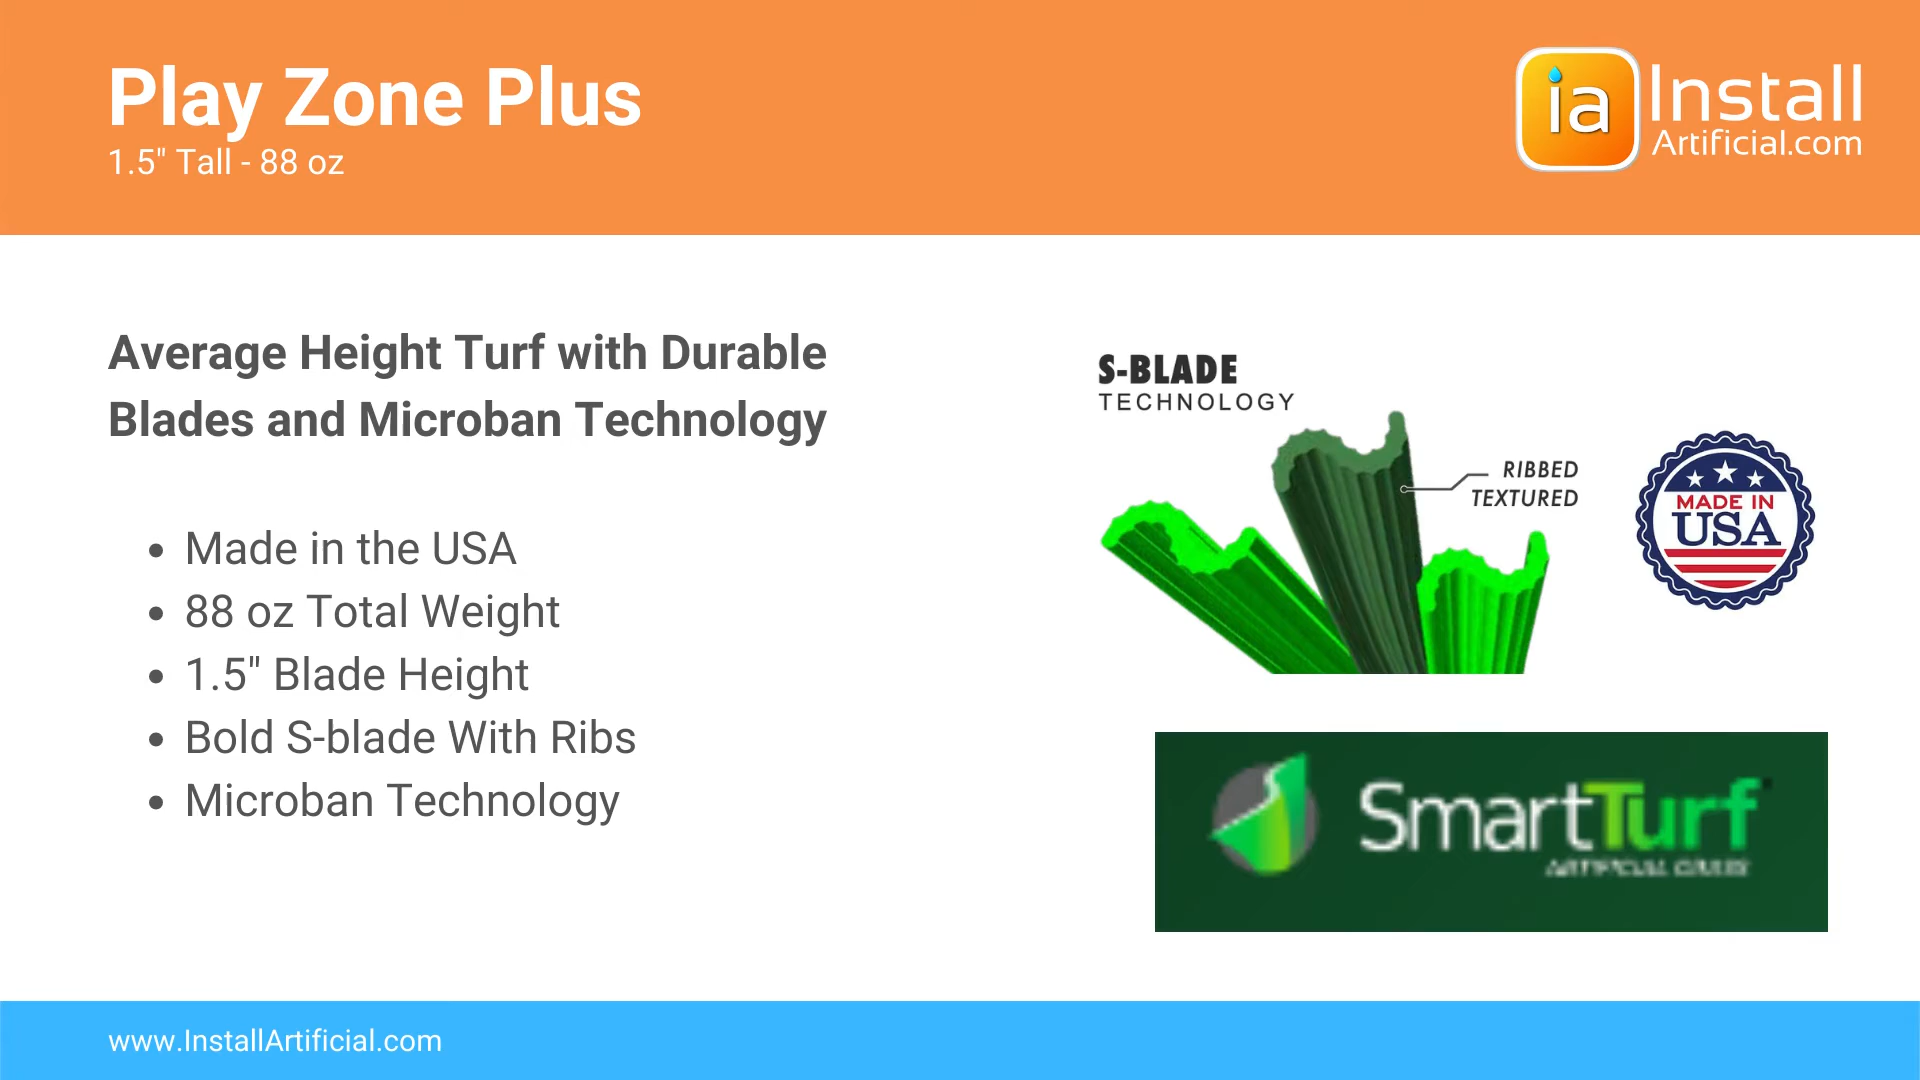 Play Zone Plus
1.5" Tall - 88 oz
ia Install
Artificial.com
Average Height Turf with Durable
Blades and Microban Technology
• Made in the USA
• 88 oz Total Weight
• 1.5" Blade Height
• Bold S-blade With Ribs
• Microban Technology
S-BLADE
TECHNOLOGY
RIBBED
TEXTURED
MADE IN
USA
SmartTurf
ARTIFICIAL GRASS
www.InstallArtificial.com